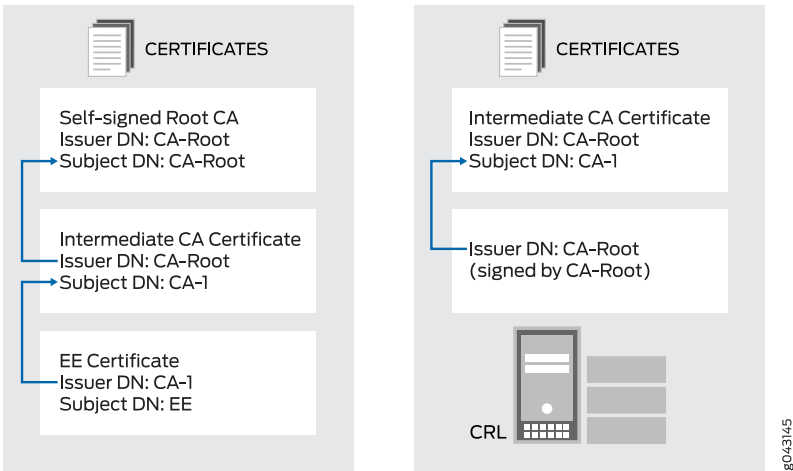 CERTIFICATES
Self-signed Root CA
Issuer DN: CA-Root
Subject DN: CA-Root
Intermediate CA Certificate
Issuer DN: CA-Root
Subject DN: CA-1
EE Certificate
Issuer DN: CA-1
Subject DN: EE
CERTIFICATES
Intermediate CA Certificate
Issuer DN: CA-Root
Subject DN: CA-1
Issuer DN: CA-Root
(signed by CA-Root)
CRL
g043145